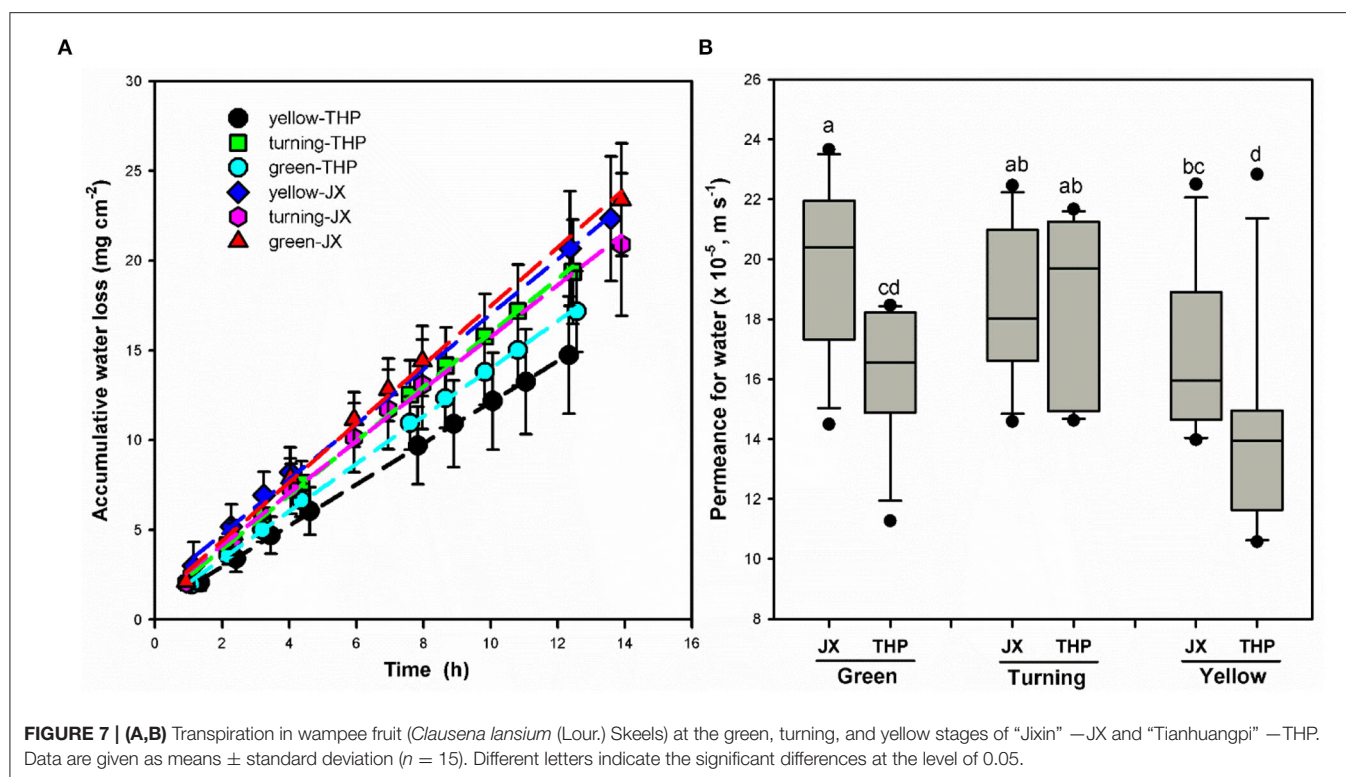 A
Accumulative water loss (mg cm⁻²)
30
25
20
15
10
5
0
yellow-THP
turning-THP
green-THP
yellow-JX
turning-JX
green-JX
0 2 4 6 8 10 12 14 16
Time (h)
B
Permeance for water (x 10⁻⁵, m s⁻¹)
26
24
22
20
18
16
14
12
10
8
a
cd
ab
ab
bc
d
JX THP JX THP JX THP
Green Turning Yellow
FIGURE 7 | (A,B) Transpiration in wampee fruit (Clausena lansium (Lour.) Skeels) at the green, turning, and yellow stages of “Jixin” —JX and “Tianhuangpi” —THP.
Data are given as means ± standard deviation (n = 15). Different letters indicate the significant differences at the level of 0.05.